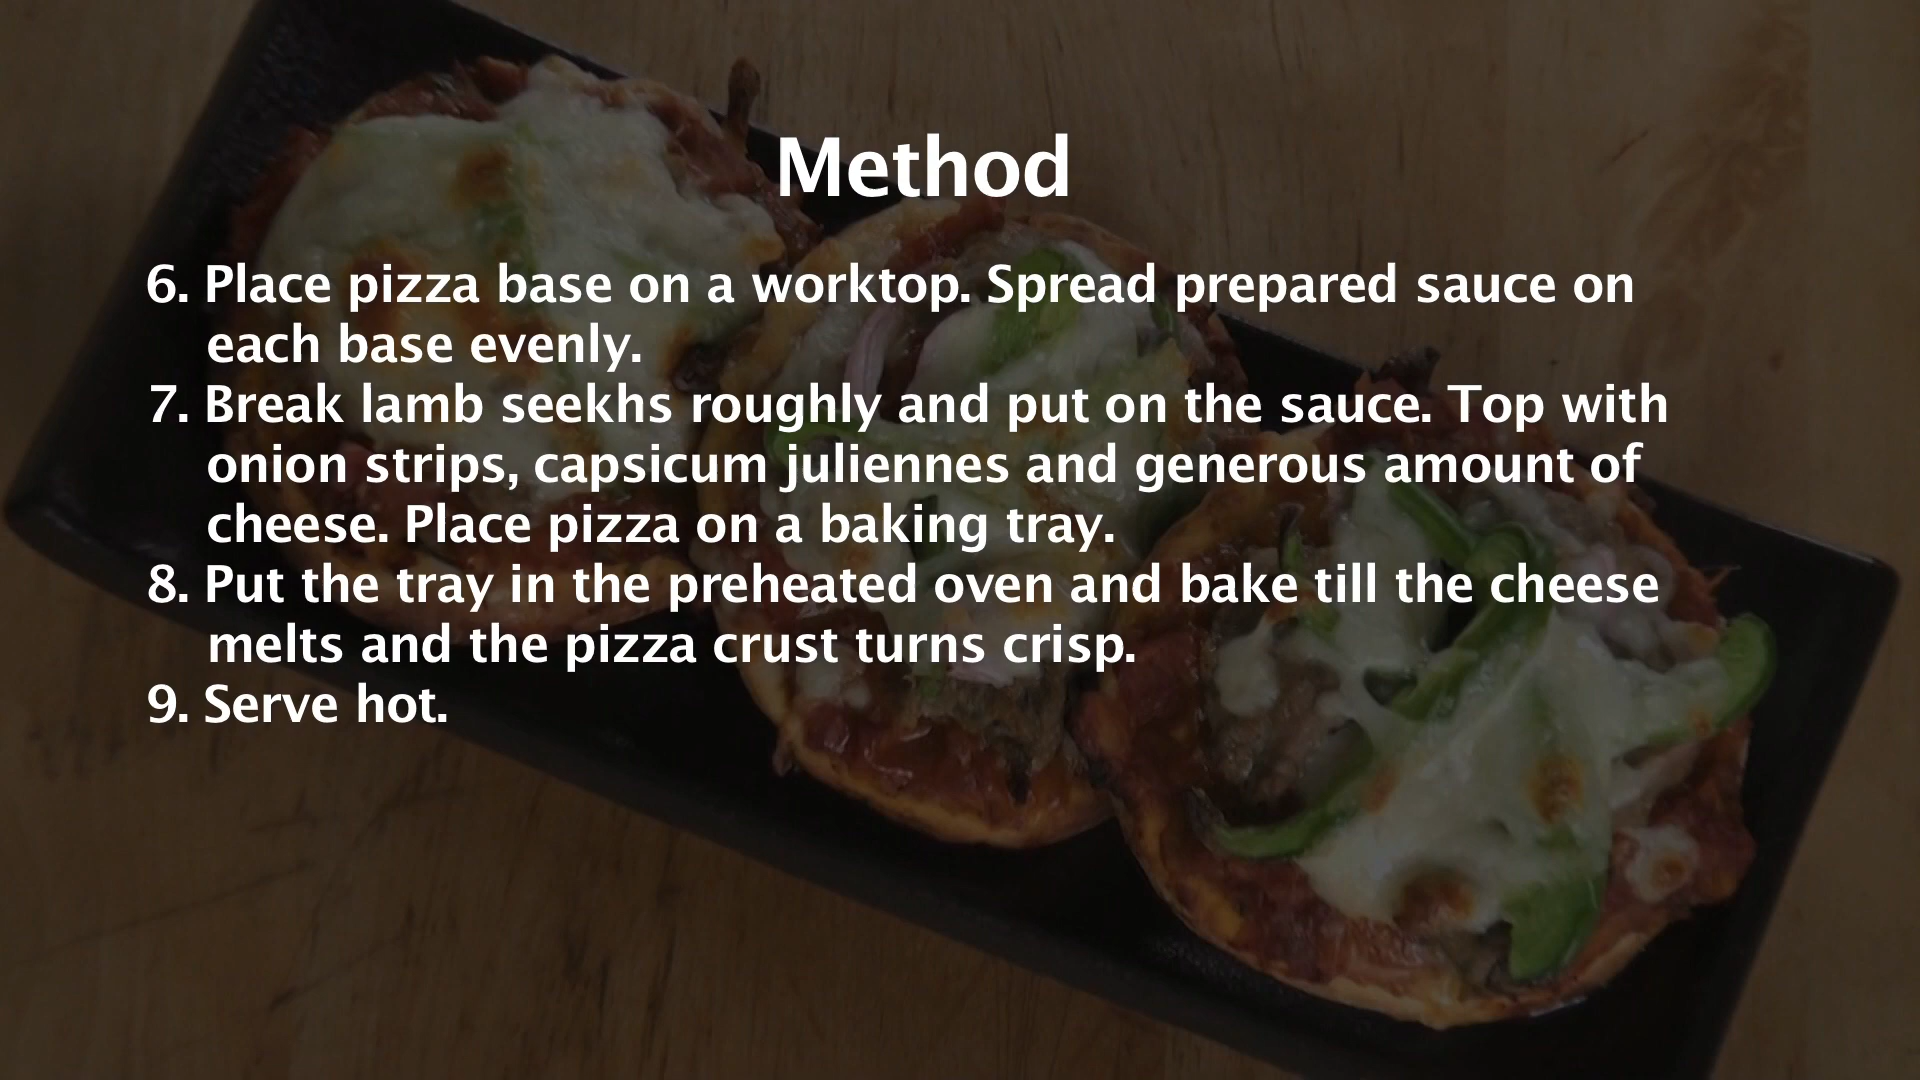 Method
6. Place pizza base on a worktop. Spread prepared sauce on
each base evenly.
7. Break lamb seekhs roughly and put on the sauce. Top with
onion strips, capsicum juliennes and generous amount of
cheese. Place pizza on a baking tray.
8. Put the tray in the preheated oven and bake till the cheese
melts and the pizza crust turns crisp.
9. Serve hot.